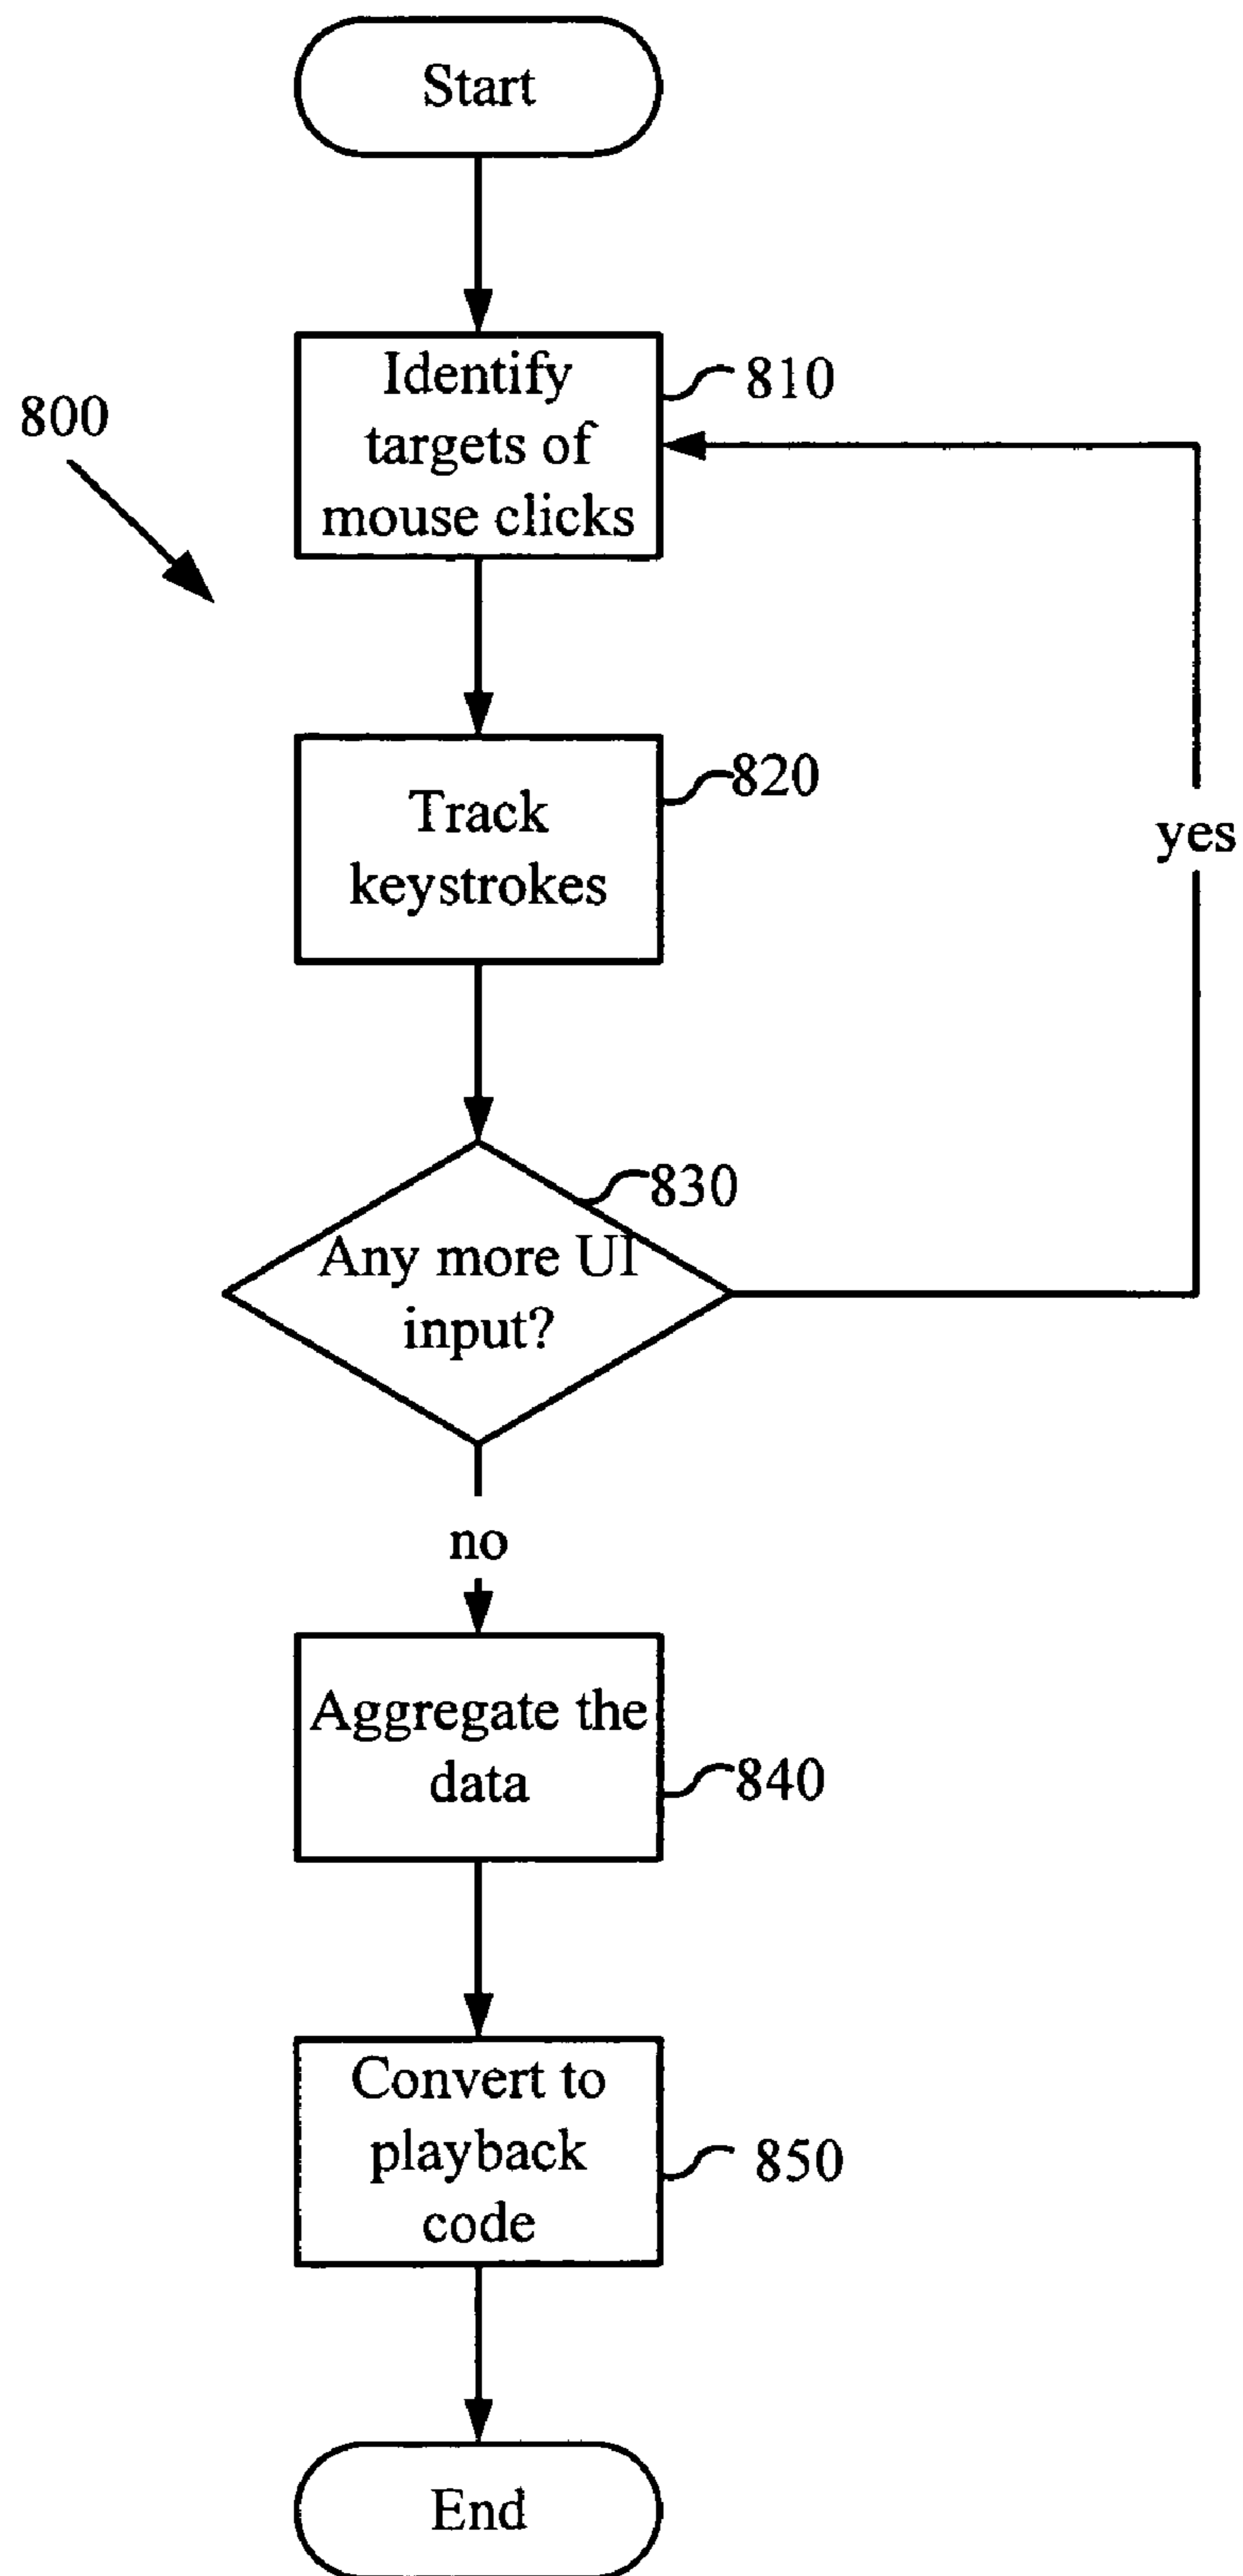 Start
Identify
targets of
mouse clicks
810
800
Track
keystrokes
820
yes
830
Any more UI
input?
no
Aggregate the
data
840
Convert to
playback
code
850
End